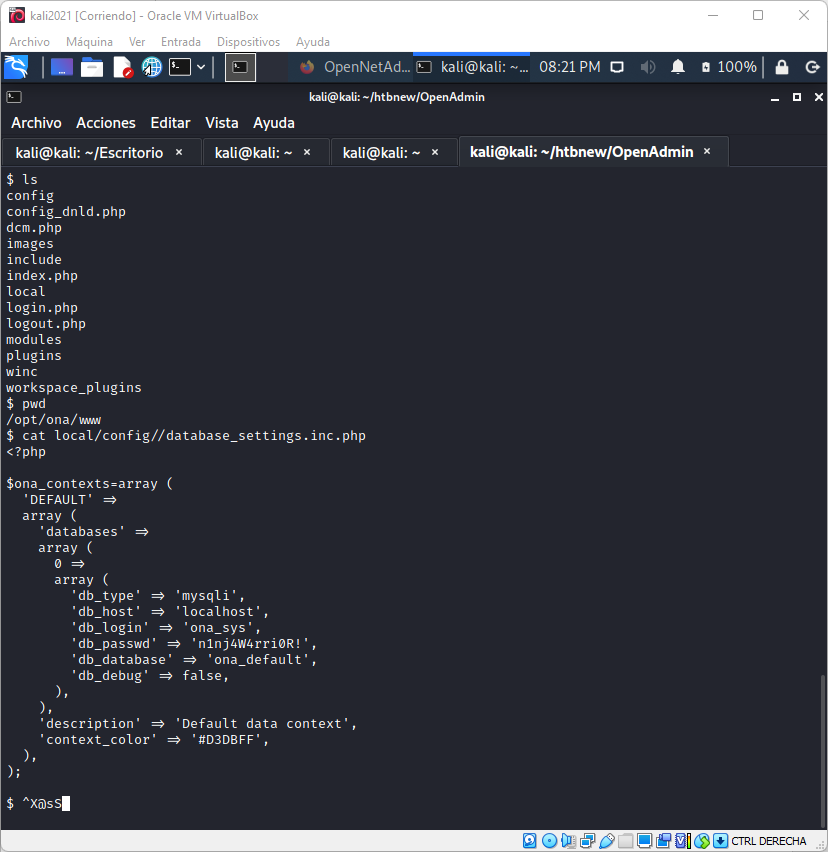 kali2021 [Corriendo] - Oracle VM VirtualBox
Archivo Máquina Ver Entrada Dispositivos Ayuda
OpenNetAd... kali@kali: ~... 08:21 PM 100%
kali@kali: ~/htbnew/OpenAdmin
Archivo Acciones Editar Vista Ayuda
kali@kali: ~/Escritorio × kali@kali: ~ × kali@kali: ~ × kali@kali: ~/htbnew/OpenAdmin ×
$ ls
config
config_dnld.php
dcm.php
images
include
index.php
local
login.php
logout.php
modules
plugins
winc
workspace_plugins
$ pwd
/opt/ona/www
$ cat local/config//database_settings.inc.php
<?php
$ona_contexts=array (
'DEFAULT' =>
array (
'databases' =>
array (
0 =>
array (
'db_type' => 'mysqli',
'db_host' => 'localhost',
'db_login' => 'ona_sys',
'db_passwd' => 'n1nj4W4rri0R!',
'db_database' => 'ona_default',
'db_debug' => false,
),
),
'description' => 'Default data context',
'context_color' => '#D3DBFF',
),
);
$ ^X@sS
CTRL DERECHA